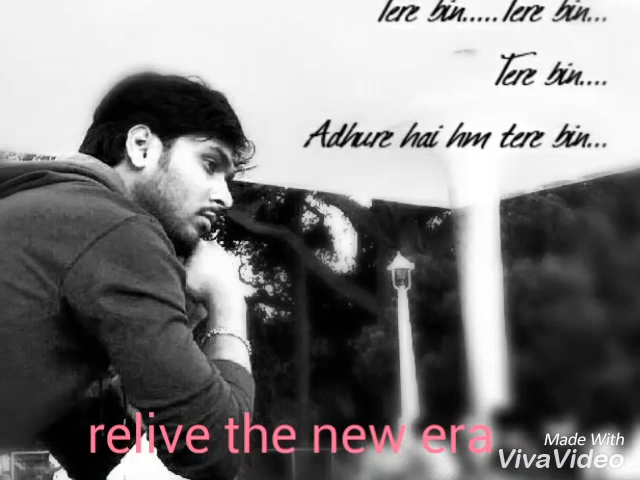 Tere bin.....Tere bin...
Tere bin....
Adhure hai hm tere bin...
relive the new era
Made With
VivaVideo